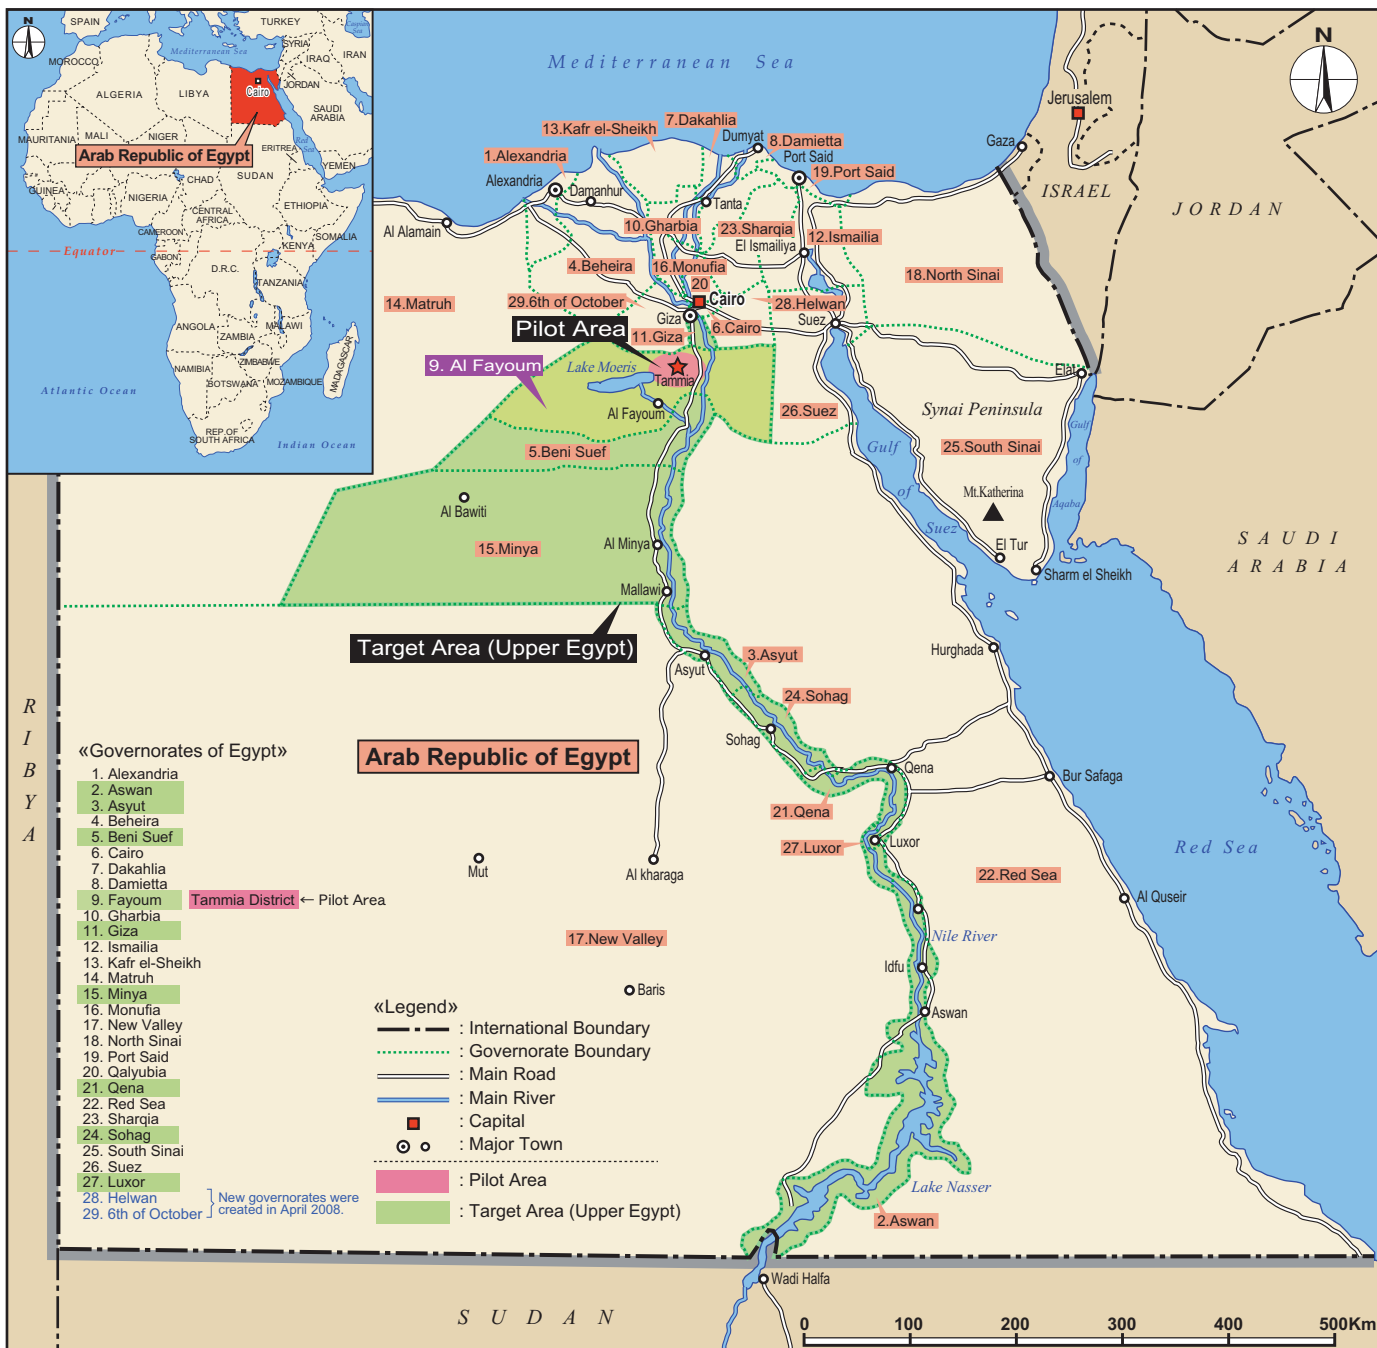 N
SPAIN
TURKEY
Caspian
Sea
SYRIA
Mediterranean Sea
IRAQ
IRAN
MOROCCO
JORDAN
ALGERIA
LIBYA
Cairo
SAUDI
ARABIA
MAURITANIA
MALI
NIGER
Red
Sea
Arab Republic of Egypt
ERITREA
YEMEN
CHAD
SUDAN
GUINEA
NIGERIA
ETHIOPIA
CENTRAL
AFRICA
CAMEROON
SOMALIA
Equator
KENYA
GABON
D.R.C.
TANZANIA
ANGOLA
MALAWI
ZAMBIA
ZIMBABWE
MADAGASCAR
NAMIBIA
BOTSWANA
MOZAMBIQUE
Atlantic Ocean
REP.OF
SOUTH AFRICA
Indian Ocean
N
Mediterranean Sea
Jerusalem
7.Dakahlia
13.Kafr el-Sheikh
Dumyat
8.Damietta
Gaza
1.Alexandria
Port Said
19.Port Said
Alexandria
Damanhur
ISRAEL
Tanta
JORDAN
Al Alamain
10.Gharbia
23.Sharqia
12.Ismailia
El Ismailiya
4.Beheira
16.Monufia
18.North Sinai
20
14.Matruh
29.6th of October
Cairo
28.Helwan
Giza
6.Cairo
Suez
Pilot Area
11.Giza
9. Al Fayoum
Lake Moeris
Tammia
Elat
Al Fayoum
26.Suez
Synai Peninsula
Gulf
of
Aqaba
5.Beni Suef
Gulf
of
Suez
25.South Sinai
Mt.Katherina
Al Bawiti
15.Minya
Al Minya
El Tur
SAUDI
ARABIA
Sharm el Sheikh
Mallawi
Target Area (Upper Egypt)
3.Asyut
Hurghada
Asyut
24.Sohag
RIBYA
Sohag
Arab Republic of Egypt
Qena
Bur Safaga
21.Qena
27.Luxor
Luxor
Red Sea
Mut
Al kharaga
22.Red Sea
Al Quseir
17.New Valley
Nile River
Idfu
Baris
Aswan
Lake Nasser
2.Aswan
Wadi Halfa
SUDAN
«Governorates of Egypt»
1. Alexandria
2. Aswan
3. Asyut
4. Beheira
5. Beni Suef
6. Cairo
7. Dakahlia
8. Damietta
9. Fayoum Tammia District ← Pilot Area
10. Gharbia
11. Giza
12. Ismailia
13. Kafr el-Sheikh
14. Matruh
15. Minya
16. Monufia
17. New Valley
18. North Sinai
19. Port Said
20. Qalyubia
21. Qena
22. Red Sea
23. Sharqia
24. Sohag
25. South Sinai
26. Suez
27. Luxor
28. Helwan
29. 6th of October
New governorates were
created in April 2008.
«Legend»
: International Boundary
: Governorate Boundary
: Main Road
: Main River
: Capital
: Major Town
: Pilot Area
: Target Area (Upper Egypt)
0 100 200 300 400 500Km